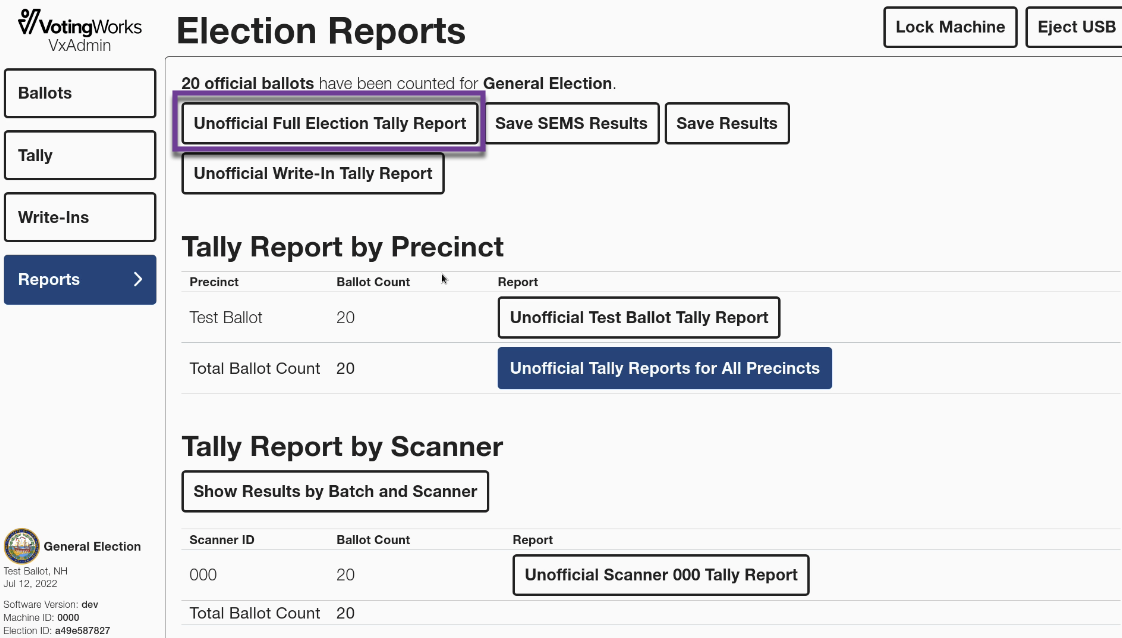 VotingWorks
VxAdmin
Election Reports
Lock Machine
Eject USB
Ballots
Tally
Write-Ins
Reports
20 official ballots have been counted for General Election.
Unofficial Full Election Tally Report
Save SEMS Results
Save Results
Unofficial Write-In Tally Report
Tally Report by Precinct
Precinct Ballot Count Report
Test Ballot 20 Unofficial Test Ballot Tally Report
Total Ballot Count 20 Unofficial Tally Reports for All Precincts
Tally Report by Scanner
Show Results by Batch and Scanner
Scanner ID Ballot Count Report
000 20 Unofficial Scanner 000 Tally Report
Total Ballot Count 20
General Election
Test Ballot, NH
Jul 12, 2022
Software Version: dev
Machine ID: 0000
Election ID: a49e587827